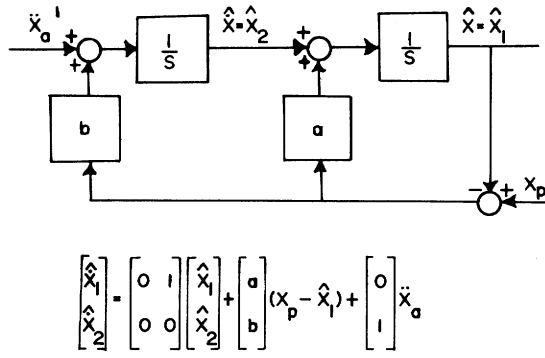 Ẍₐ' + + 1/S X̂̇ = X̂₂ + + 1/S X̂ = X̂₁
b a
− + Xₚ
[X̂̇₁ X̂̇₂] = [0 1 0 0] [X̂₁ X̂₂] + [a b] (Xₚ − X̂₁) + [0 1] Ẍₐ